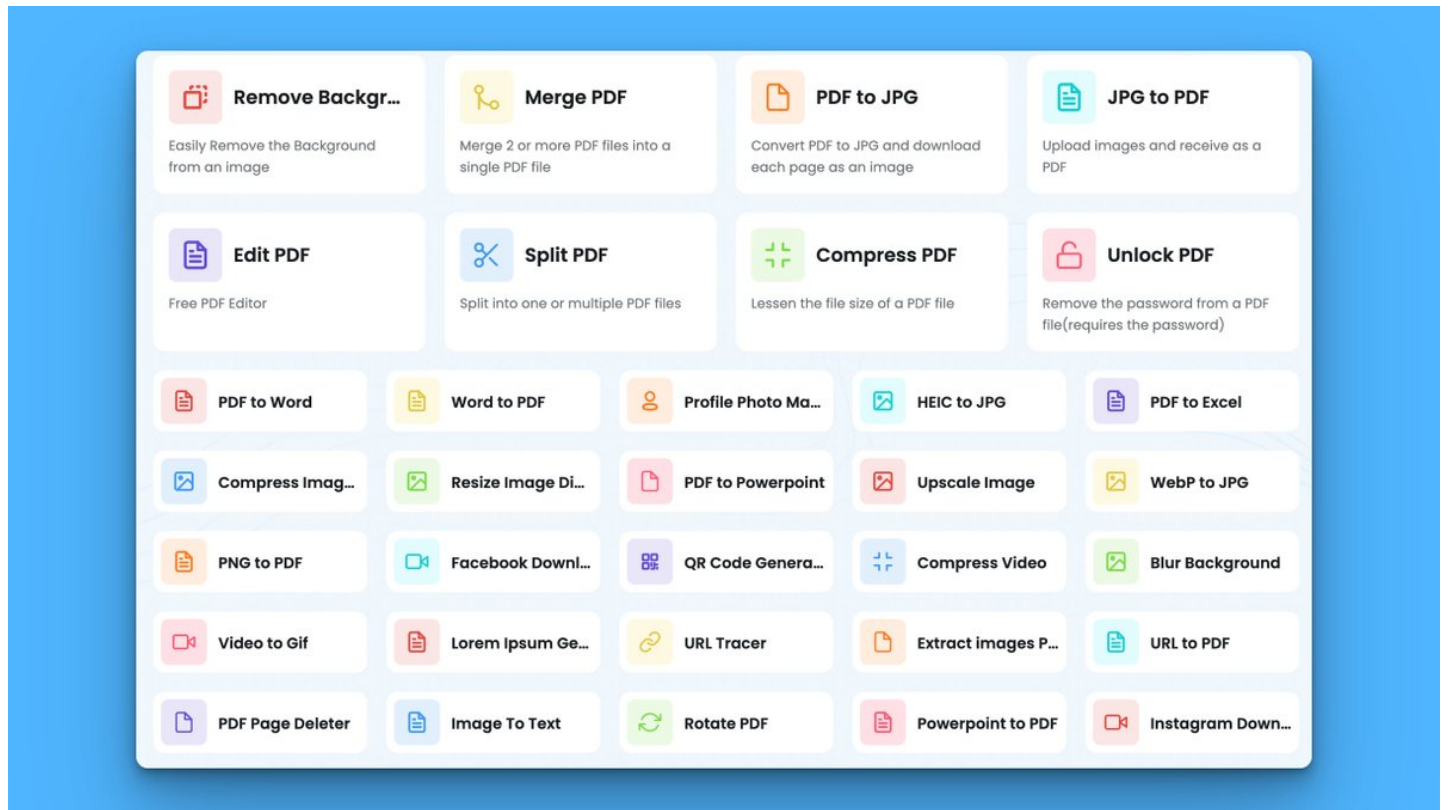 Remove Backgr...
Easily Remove the Background
from an image
Merge PDF
Merge 2 or more PDF files into a
single PDF file
PDF to JPG
Convert PDF to JPG and download
each page as an image
JPG to PDF
Upload images and receive as a
PDF
Edit PDF
Free PDF Editor
Split PDF
Split into one or multiple PDF files
Compress PDF
Lessen the file size of a PDF file
Unlock PDF
Remove the password from a PDF
file(requires the password)
PDF to Word
Word to PDF
Profile Photo Ma...
HEIC to JPG
PDF to Excel
Compress Imag...
Resize Image Di...
PDF to Powerpoint
Upscale Image
WebP to JPG
PNG to PDF
Facebook Downl...
QR Code Genera...
Compress Video
Blur Background
Video to Gif
Lorem Ipsum Ge...
URL Tracer
Extract images P...
URL to PDF
PDF Page Deleter
Image To Text
Rotate PDF
Powerpoint to PDF
Instagram Down...